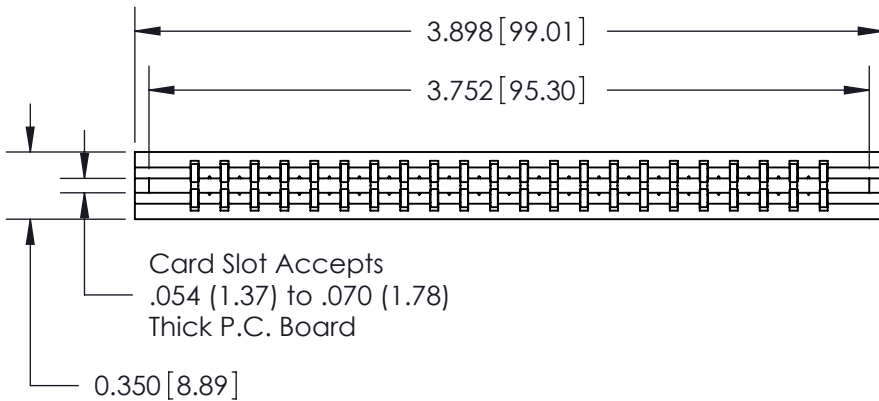 3.898 [99.01]
3.752 [95.30]
Card Slot Accepts
.054 (1.37) to .070 (1.78)
Thick P.C. Board
0.350 [8.89]